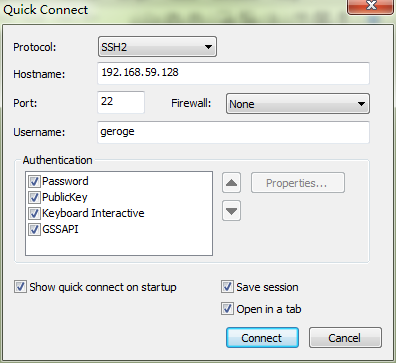 Quick Connect
Protocol: SSH2
Hostname: 192.168.59.128
Port: 22 Firewall: None
Username: geroge
Authentication
Password
PublicKey
Keyboard Interactive
GSSAPI
Properties...
Show quick connect on startup
Save session
Open in a tab
Connect Cancel